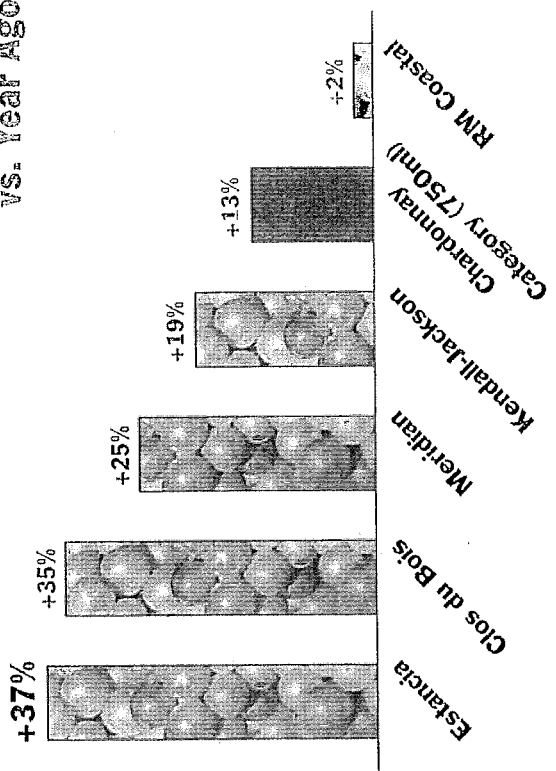 vs. Year Ago
+37%
+35%
+25%
+19%
+13%
+2%
Estancia
Clos du Bois
Meridian
Kendall-Jackson
Chardonnay
Category (750ml)
RM Coastal